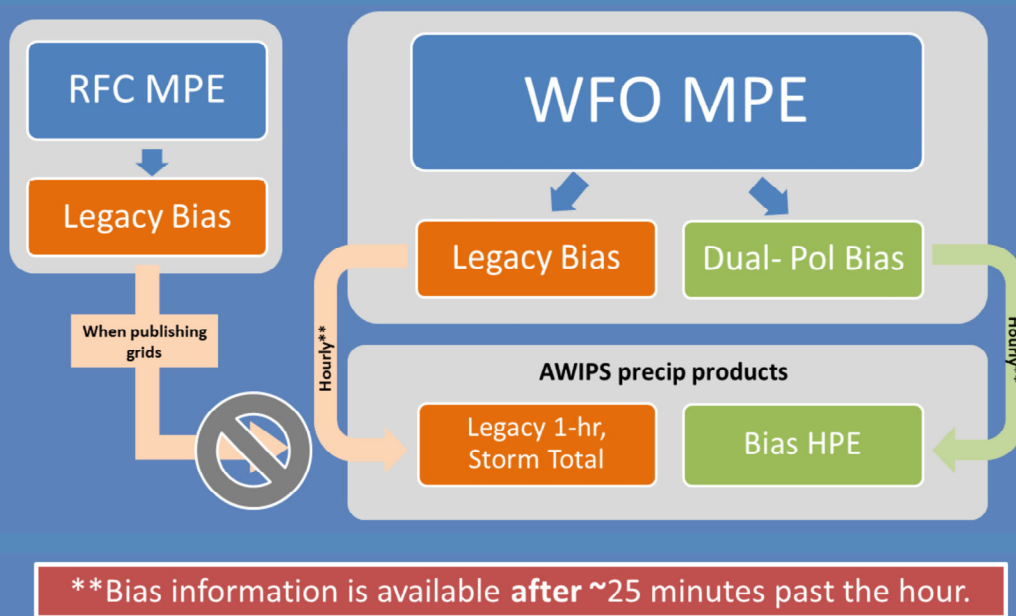 RFC MPE
Legacy Bias
When publishing
grids
WFO MPE
Legacy Bias
Dual- Pol Bias
Hourly**
Hourly**
AWIPS precip products
Legacy 1-hr,
Storm Total
Bias HPE
**Bias information is available after ~25 minutes past the hour.